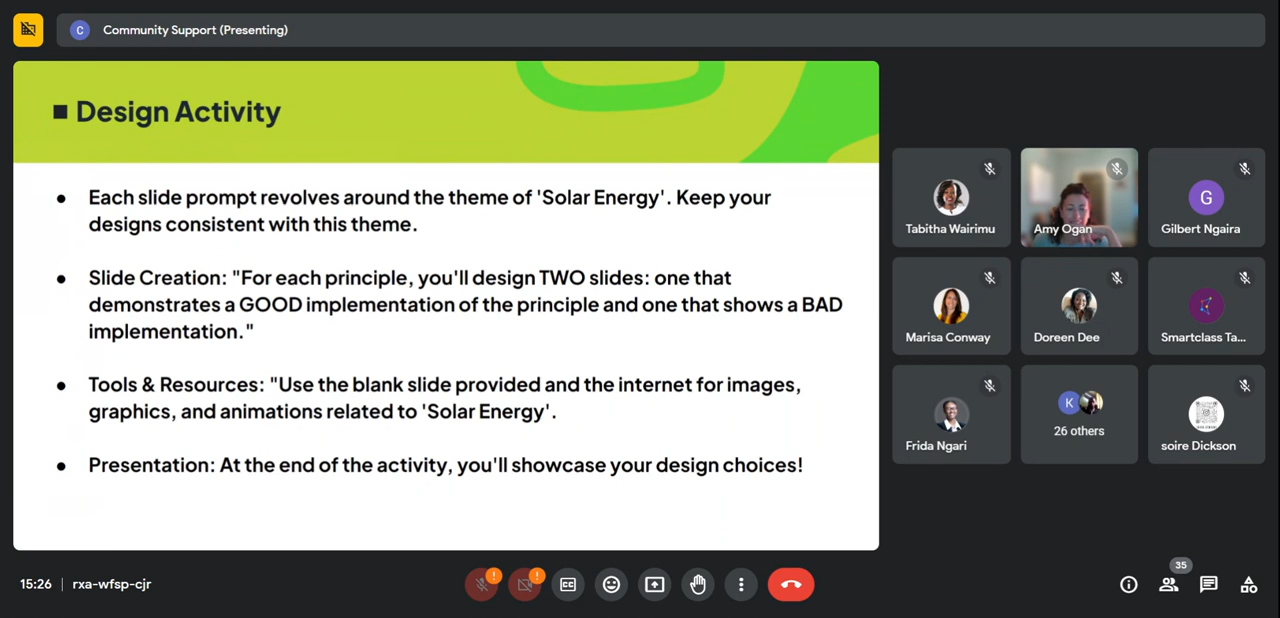 C
Community Support (Presenting)
■ Design Activity
● Each slide prompt revolves around the theme of 'Solar Energy'. Keep your
designs consistent with this theme.
● Slide Creation: "For each principle, you'll design TWO slides: one that
demonstrates a GOOD implementation of the principle and one that shows a BAD
implementation."
● Tools & Resources: "Use the blank slide provided and the internet for images,
graphics, and animations related to 'Solar Energy'.
● Presentation: At the end of the activity, you'll showcase your design choices!
Tabitha Wairimu
Amy Ogan
G
Gilbert Ngaira
Marisa Conway
Doreen Dee
Smartclass Ta...
Frida Ngari
K
26 others
soire Dickson
15:26 | rxa-wfsp-cjr
!
!
CC
35